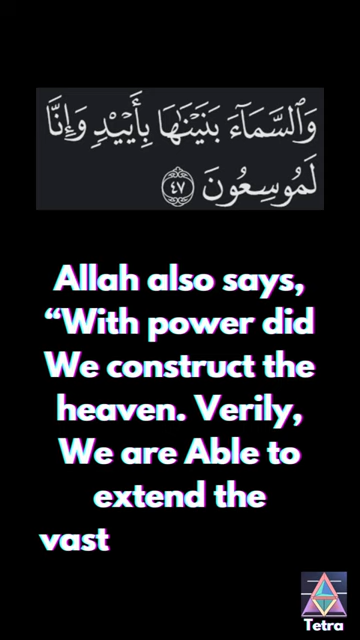 وَٱلسَّمَآءَ بَنَيْنَٰهَا بِأَيْي۟دٍ وَإِنَّا
لَمُوسِعُونَ ٤٧
Allah also says,
“With power did
We construct the
heaven. Verily,
We are Able to
extend the
vast
Tetra